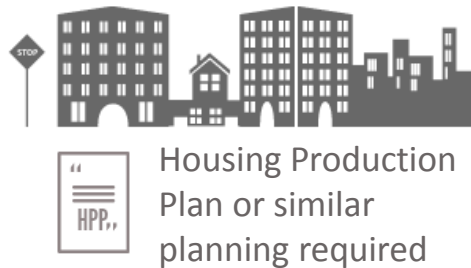 STOP
Housing Production
Plan or similar
planning required
“
HPP,,